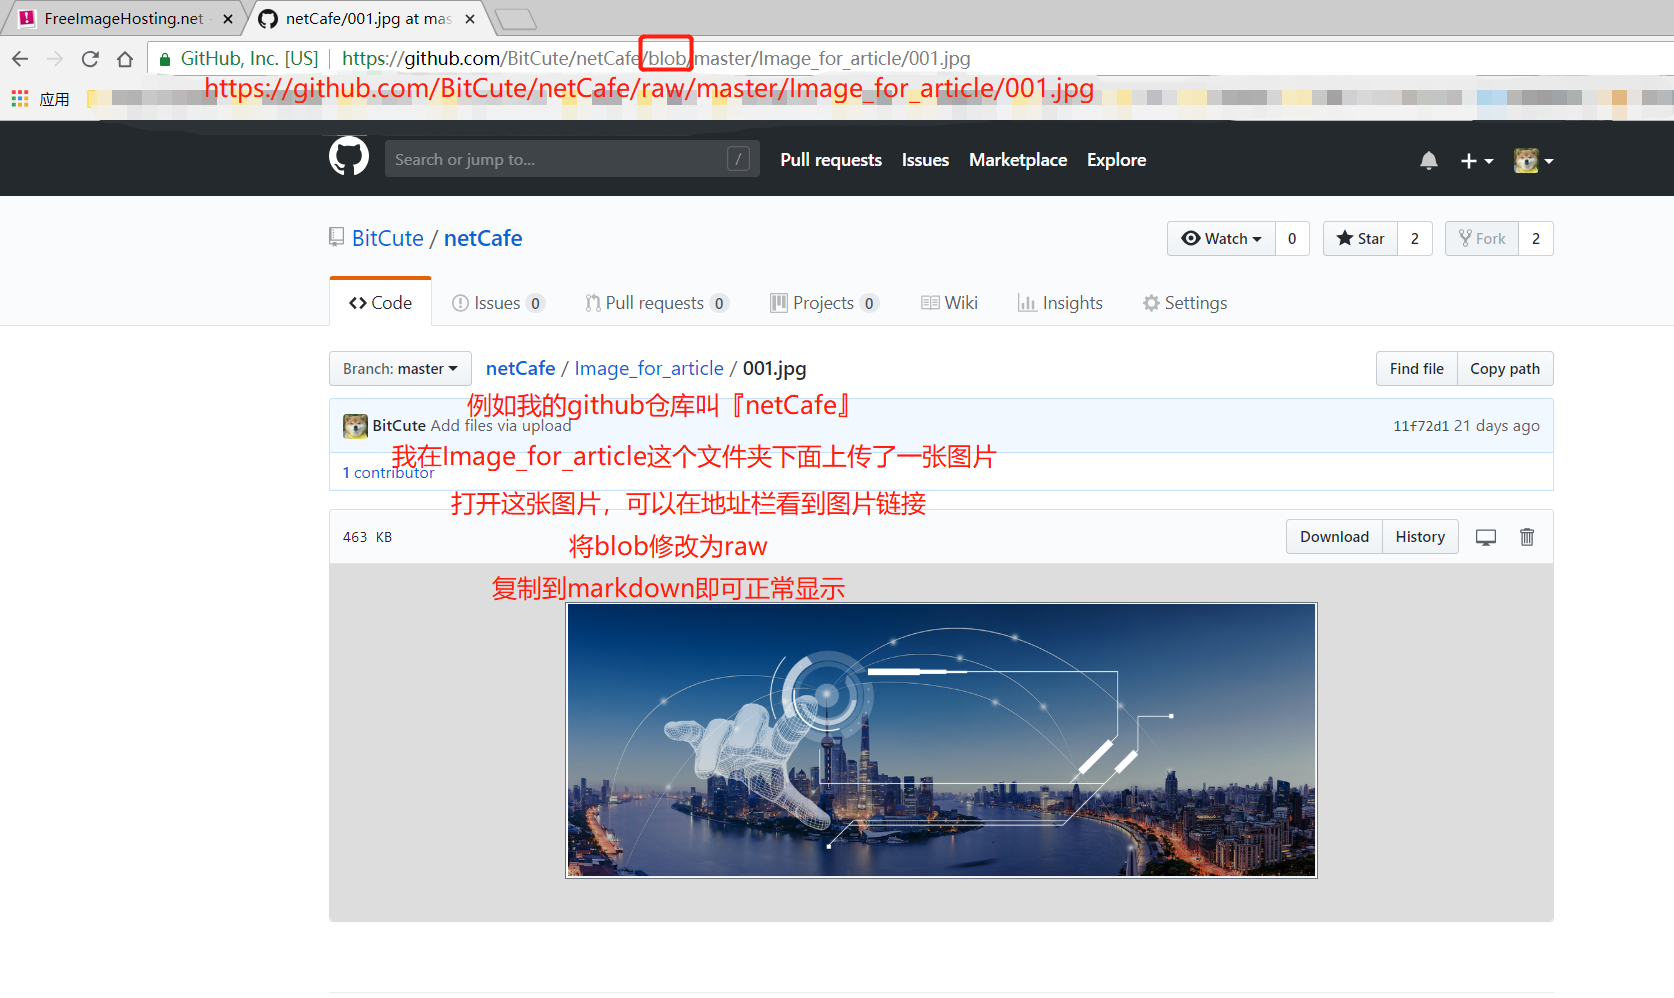 FreeImageHosting.net
netCafe/001.jpg at mas
GitHub, Inc. [US]
https://github.com/BitCute/netCafe/blob/master/Image_for_article/001.jpg
https://github.com/BitCute/netCafe/raw/master/Image_for_article/001.jpg
应用
Search or jump to...
/
Pull requests
Issues
Marketplace
Explore
BitCute / netCafe
Watch 0
Star 2
Fork 2
Code
Issues 0
Pull requests 0
Projects 0
Wiki
Insights
Settings
Branch: master
netCafe / Image_for_article / 001.jpg
Find file
Copy path
例如我的github仓库叫『netCafe』
BitCute Add files via upload
11f72d1 21 days ago
我在Image_for_article这个文件夹下面上传了一张图片
1 contributor
打开这张图片，可以在地址栏看到图片链接
463 KB
Download
History
将blob修改为raw
复制到markdown即可正常显示